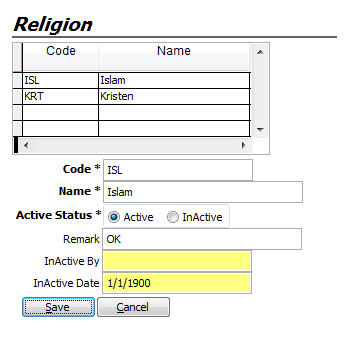 Religion
Code Name
ISL Islam
KRT Kristen
Code * ISL
Name * Islam
Active Status * Active InActive
Remark OK
InActive By
InActive Date 1/1/1900
Save Cancel